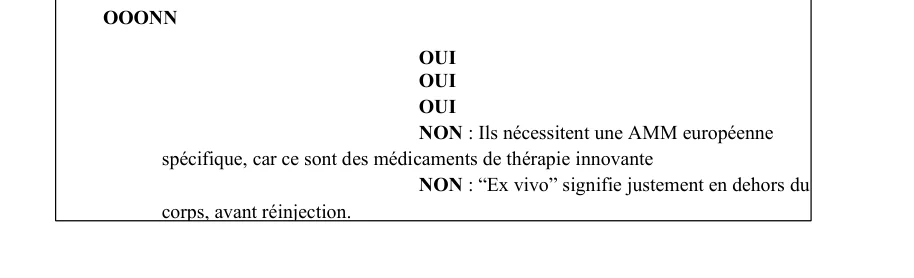 OOONN
OUI
OUI
OUI
NON : Ils nécessitent une AMM européenne
spécifique, car ce sont des médicaments de thérapie innovante
NON : “Ex vivo” signifie justement en dehors du
corps, avant réinjection.